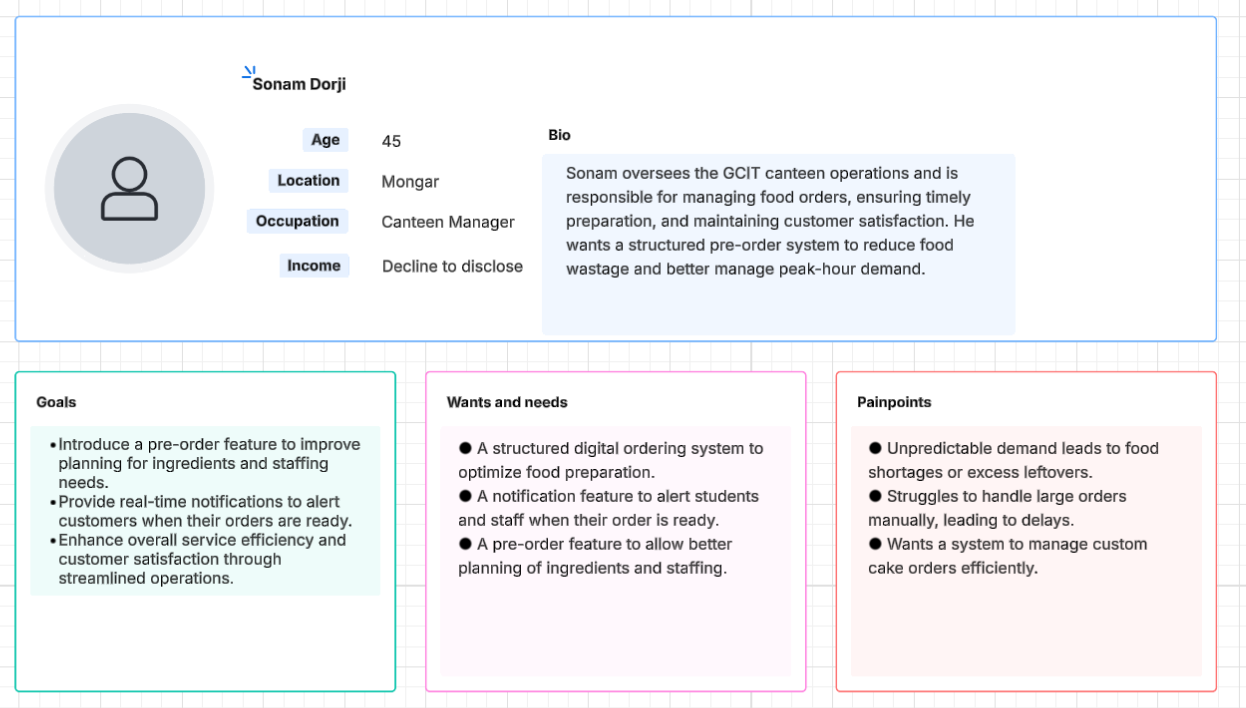 Sonam Dorji
Age
45
Location
Mongar
Occupation
Canteen Manager
Income
Decline to disclose
Bio
Sonam oversees the GCIT canteen operations and is
responsible for managing food orders, ensuring timely
preparation, and maintaining customer satisfaction. He
wants a structured pre-order system to reduce food
wastage and better manage peak-hour demand.
Goals
•Introduce a pre-order feature to improve
planning for ingredients and staffing
needs.
•Provide real-time notifications to alert
customers when their orders are ready.
•Enhance overall service efficiency and
customer satisfaction through
streamlined operations.
Wants and needs
● A structured digital ordering system to
optimize food preparation.
● A notification feature to alert students
and staff when their order is ready.
● A pre-order feature to allow better
planning of ingredients and staffing.
Painpoints
● Unpredictable demand leads to food
shortages or excess leftovers.
● Struggles to handle large orders
manually, leading to delays.
● Wants a system to manage custom
cake orders efficiently.